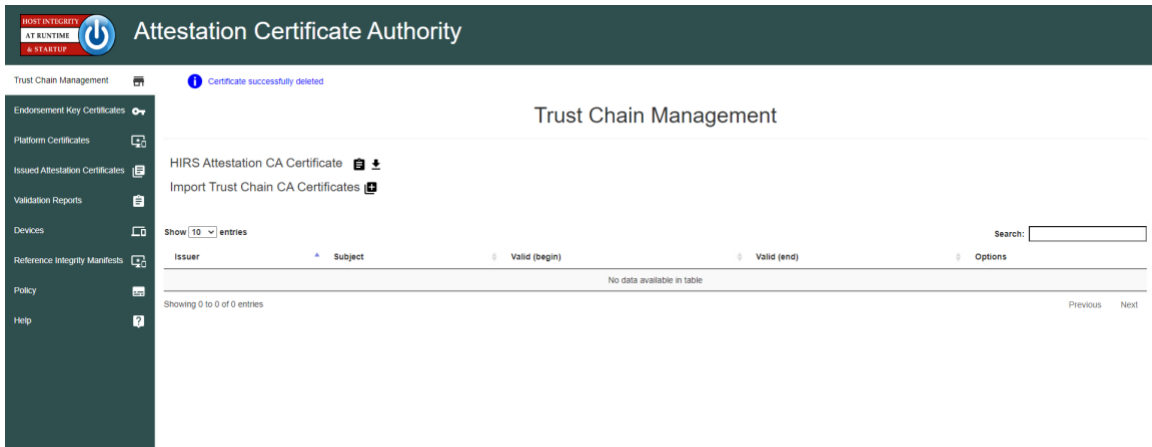 HOST INTEGRITY
AT RUNTIME
& STARTUP
Attestation Certificate Authority
Trust Chain Management
Endorsement Key Certificates
Platform Certificates
Issued Attestation Certificates
Validation Reports
Devices
Reference Integrity Manifests
Policy
Help
i Certificate successfully deleted
Trust Chain Management
HIRS Attestation CA Certificate
Import Trust Chain CA Certificates
Show 10 entries
Search:
Issuer Subject Valid (begin) Valid (end) Options
No data available in table
Showing 0 to 0 of 0 entries
Previous Next